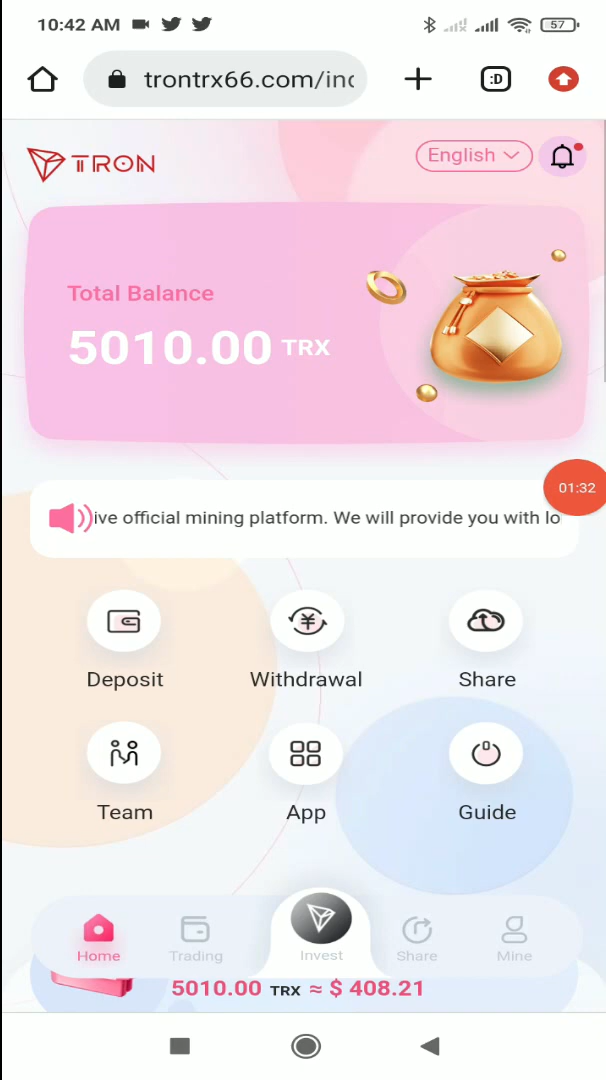 10:42 AM
57
trontrx66.com/inc
:D
TRON
English
Total Balance
5010.00 TRX
01:32
ive official mining platform. We will provide you with lo
Deposit
Withdrawal
Share
Team
App
Guide
Home
Trading
Invest
Share
Mine
5010.00 TRX ≈ $ 408.21